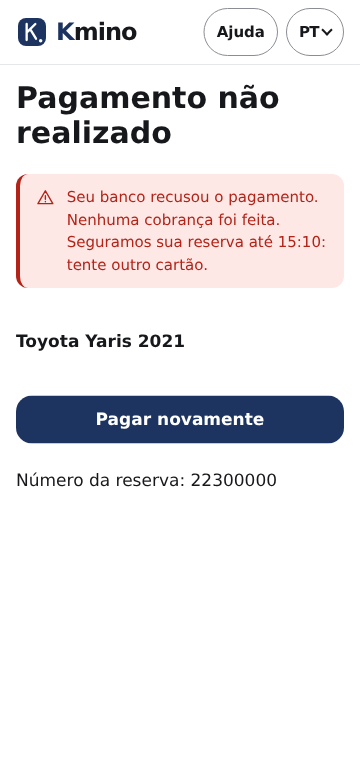 K. Kmino
Ajuda
PT
Pagamento não
realizado
Seu banco recusou o pagamento.
Nenhuma cobrança foi feita.
Seguramos sua reserva até 15:10:
tente outro cartão.
Toyota Yaris 2021
Pagar novamente
Número da reserva: 22300000